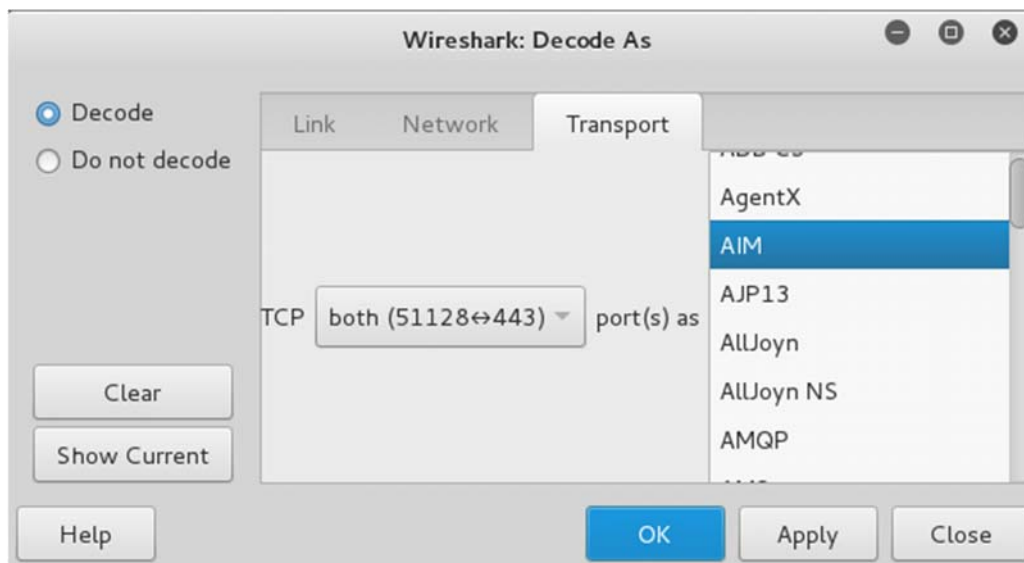 Wireshark: Decode As
Decode
Do not decode
Link Network Transport
AgentX
AIM
AJP13
TCP both (51128↔443) port(s) as
AllJoyn
AllJoyn NS
AMQP
Clear
Show Current
Help OK Apply Close